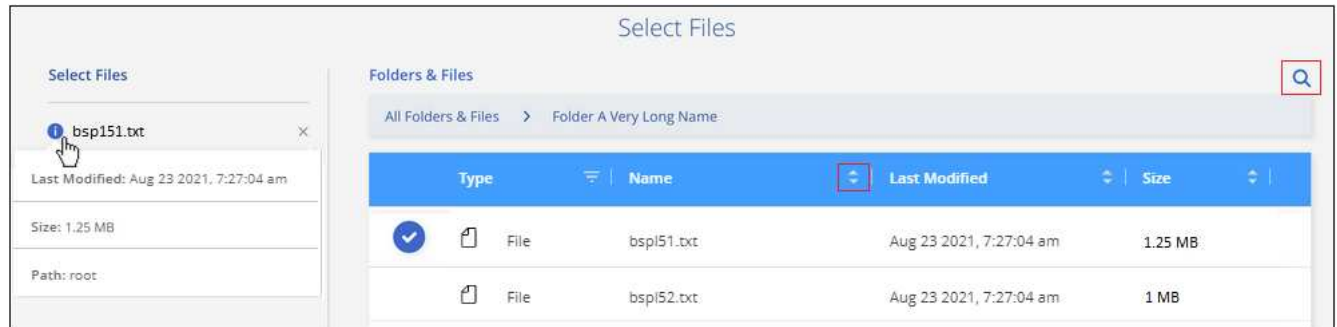 Select Files
Select Files
bsp151.txt
Last Modified: Aug 23 2021, 7:27:04 am
Size: 1.25 MB
Path: root
Folders & Files
All Folders & Files > Folder A Very Long Name
Type Name Last Modified Size
File bspl51.txt Aug 23 2021, 7:27:04 am 1.25 MB
File bspl52.txt Aug 23 2021, 7:27:04 am 1 MB